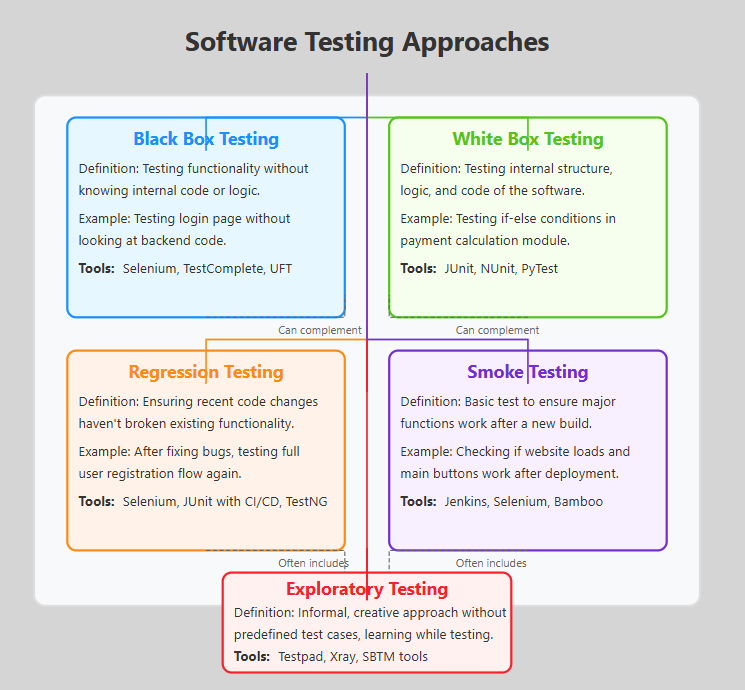 Software Testing Approaches
Black Box Testing
Definition: Testing functionality without
knowing internal code or logic.
Example: Testing login page without
looking at backend code.
Tools: Selenium, TestComplete, UFT
White Box Testing
Definition: Testing internal structure,
logic, and code of the software.
Example: Testing if-else conditions in
payment calculation module.
Tools: JUnit, NUnit, PyTest
Can complement
Can complement
Regression Testing
Definition: Ensuring recent code changes
haven't broken existing functionality.
Example: After fixing bugs, testing full
user registration flow again.
Tools: Selenium, JUnit with CI/CD, TestNG
Smoke Testing
Definition: Basic test to ensure major
functions work after a new build.
Example: Checking if website loads and
main buttons work after deployment.
Tools: Jenkins, Selenium, Bamboo
Often includes
Often includes
Exploratory Testing
Definition: Informal, creative approach without
predefined test cases, learning while testing.
Tools: Testpad, Xray, SBTM tools